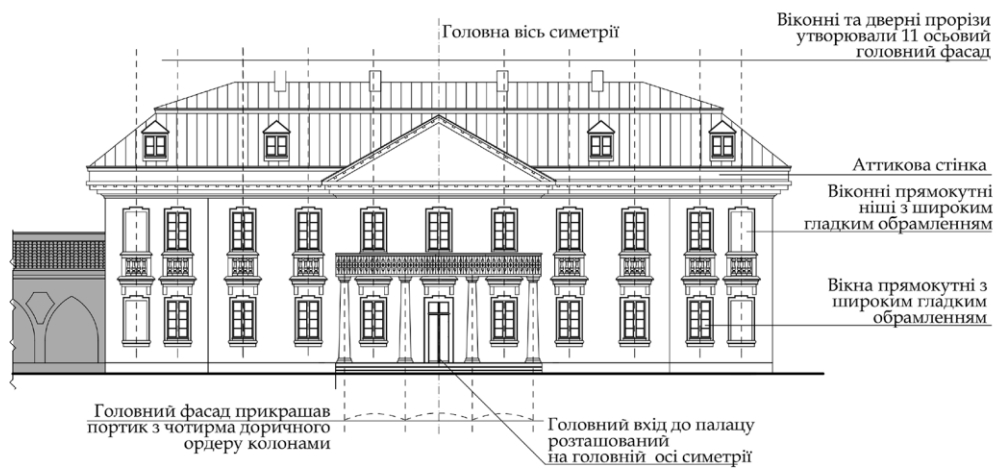 Головна вісь симетрії
Віконні та дверні прорізи
утворювали 11 осьовий
головний фасад
Аттикова стінка
Віконні прямокутні
ніші з широким
гладким обрамленням
Вікна прямокутні з
широким гладким
обрамленням
Головний фасад прикрашав
портик з чотирма доричного
ордеру колонами
Головний вхід до палацу
розташований
на головній осі симетрії